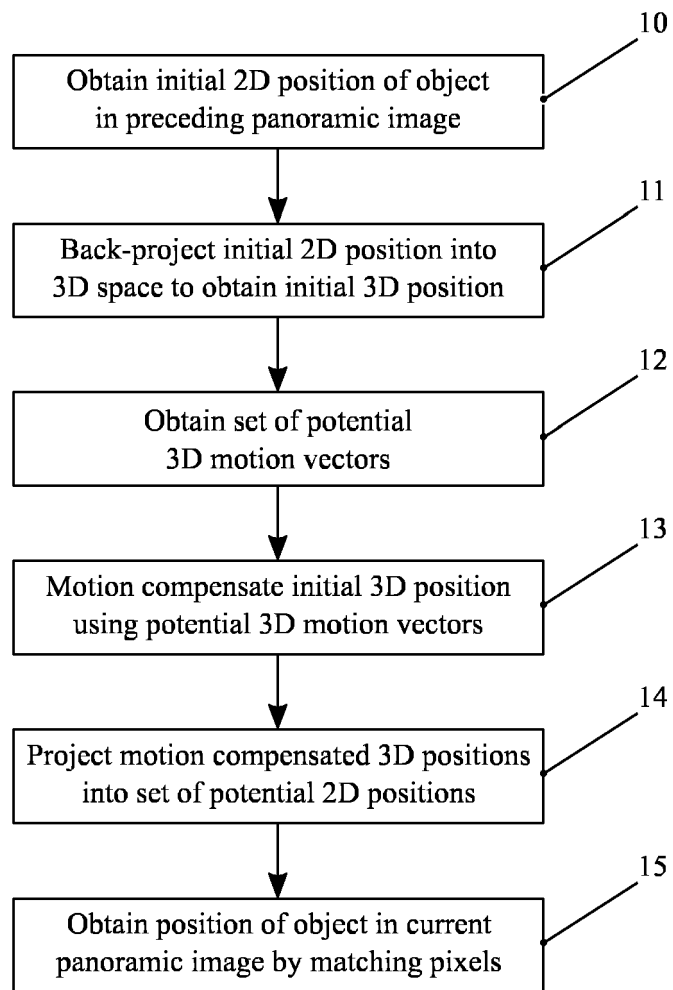 10
Obtain initial 2D position of object
in preceding panoramic image
11
Back-project initial 2D position into
3D space to obtain initial 3D position
12
Obtain set of potential
3D motion vectors
13
Motion compensate initial 3D position
using potential 3D motion vectors
14
Project motion compensated 3D positions
into set of potential 2D positions
15
Obtain position of object in current
panoramic image by matching pixels